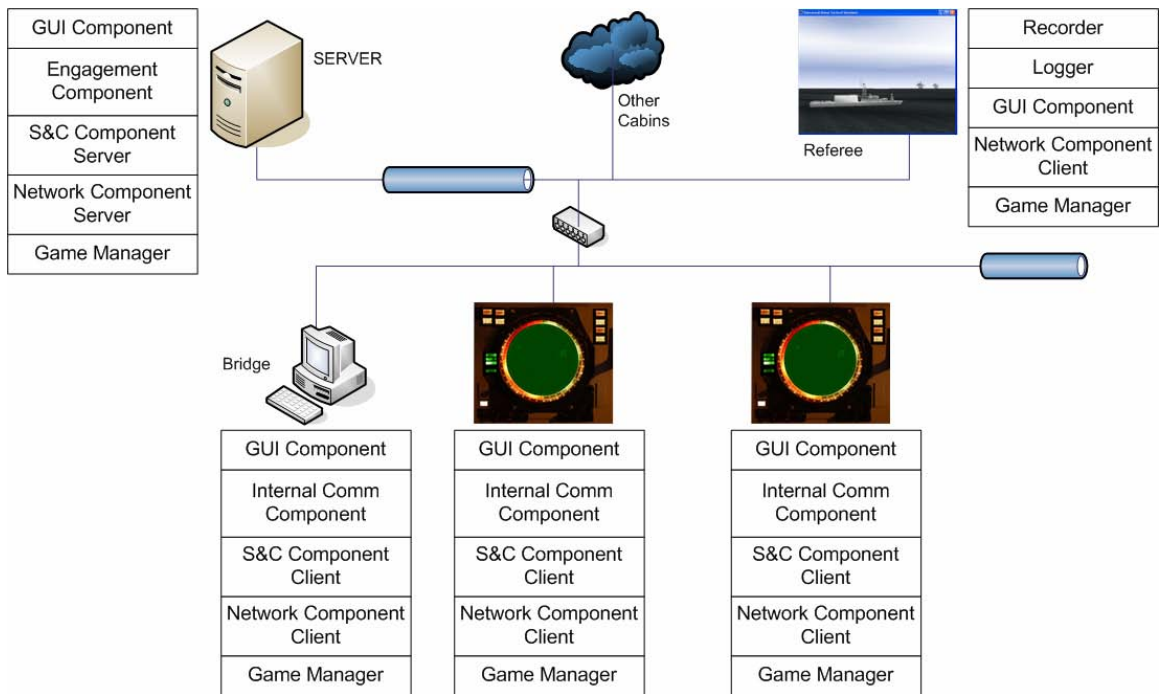 GUI Component
Engagement
Component
S&C Component
Server
Network Component
Server
Game Manager
SERVER
Other
Cabins
Referee
Recorder
Logger
GUI Component
Network Component
Client
Game Manager
Bridge
GUI Component
Internal Comm
Component
S&C Component
Client
Network Component
Client
Game Manager
GUI Component
Internal Comm
Component
S&C Component
Client
Network Component
Client
Game Manager
GUI Component
Internal Comm
Component
S&C Component
Client
Network Component
Client
Game Manager